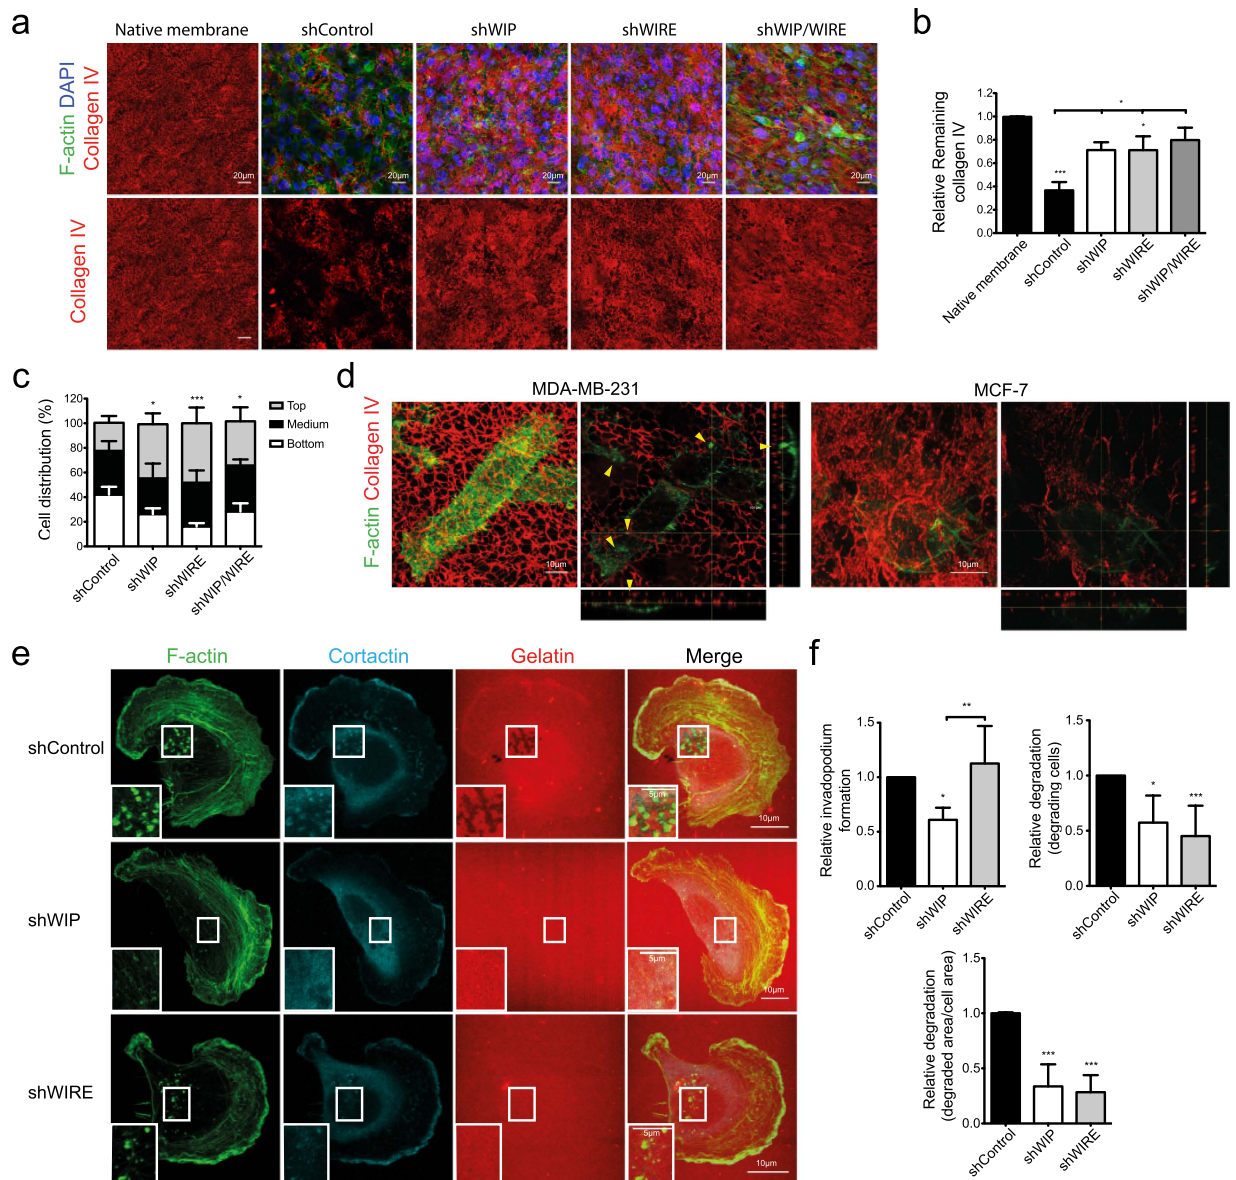 a
Native membrane
shControl
shWIP
shWIRE
shWIP/WIRE
F-actin DAPI
Collagen IV
20µm
20µm
20µm
20µm
20µm
Collagen IV
b
Relative Remaining
collagen IV
1.2
1.0
0.8
0.6
0.4
0.2
0.0
***
*
*
Native membrane
shControl
shWIP
shWIRE
shWIP/WIRE
c
Cell distribution (%)
120
100
80
60
40
20
0
*
***
*
Top
Medium
Bottom
shControl
shWIP
shWIRE
shWIP/WIRE
d
MDA-MB-231
MCF-7
F-actin Collagen IV
10µm
10µm
e
F-actin
Cortactin
Gelatin
Merge
shControl
5µm
10µm
shWIP
5µm
10µm
shWIRE
5µm
10µm
f
Relative invadopodium
formation
1.5
1.0
0.5
0.0
*
**
shControl
shWIP
shWIRE
Relative degradation
(degrading cells)
1.5
1.0
0.5
0.0
*
***
shControl
shWIP
shWIRE
Relative degradation
(degraded area/cell area)
1.5
1.0
0.5
0.0
***
***
shControl
shWIP
shWIRE